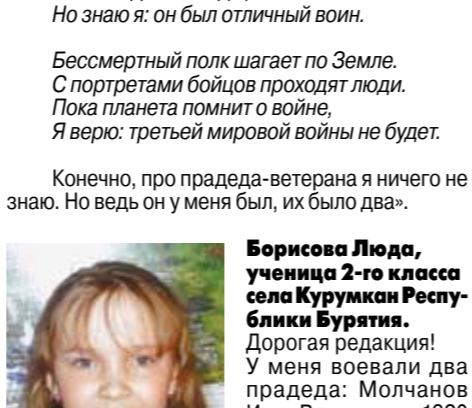 Но знаю я: он был отличный воин.
Бессмертный полк шагает по Земле.
С портретами бойцов проходят люди.
Пока планета помнит о войне,
Я верю: третьей мировой войны не будет.
Конечно, про прадеда-ветерана я ничего не
знаю. Но ведь он у меня был, их было два».
Борисова Люда,
ученица 2-го класса
села Курумкан Респу-
блики Бурятия.
Дорогая редакция!
У меня воевали два
прадеда: Молчанов